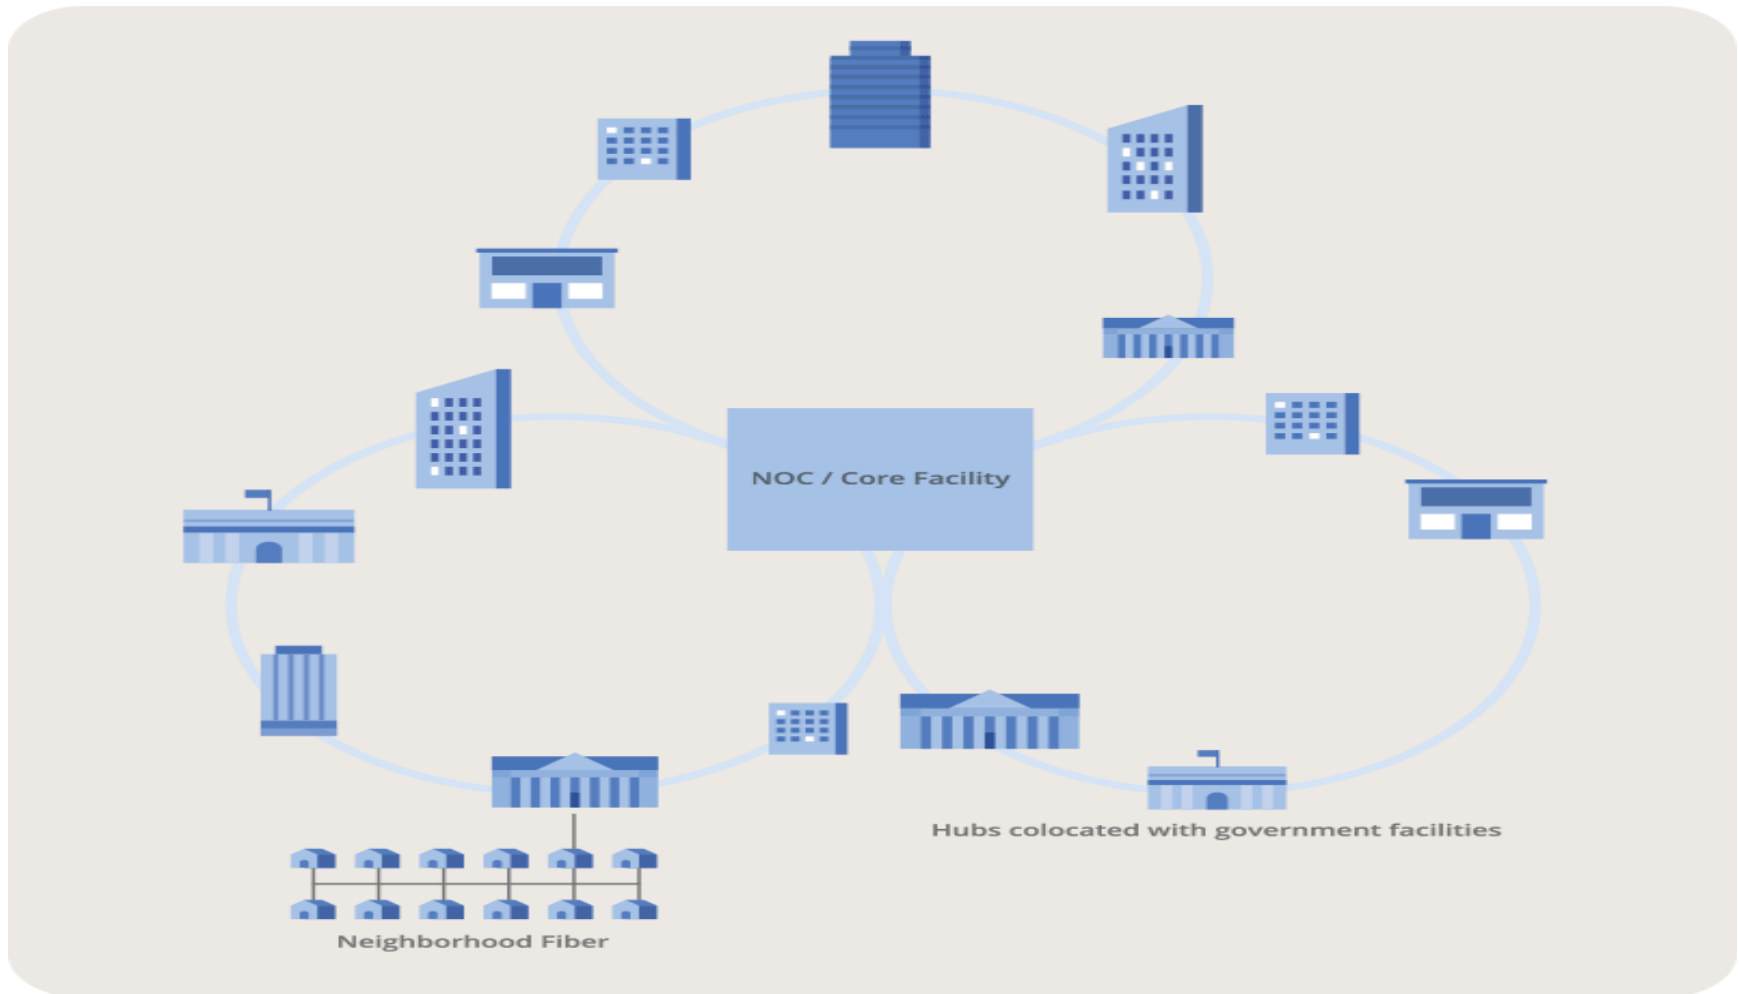 NOC / Core Facility
Hubs colocated with government facilities
Neighborhood Fiber